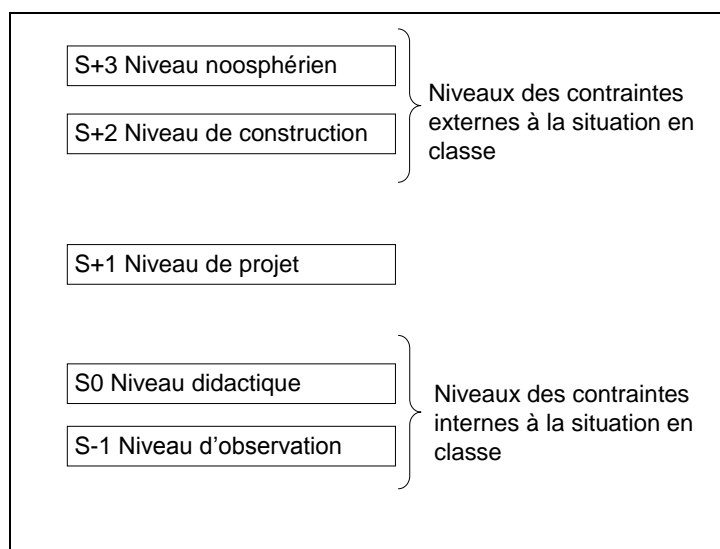 S+3 Niveau noosphérien
S+2 Niveau de construction
Niveaux des contraintes
externes à la situation en
classe
S+1 Niveau de projet
S0 Niveau didactique
S-1 Niveau d’observation
Niveaux des contraintes
internes à la situation en
classe